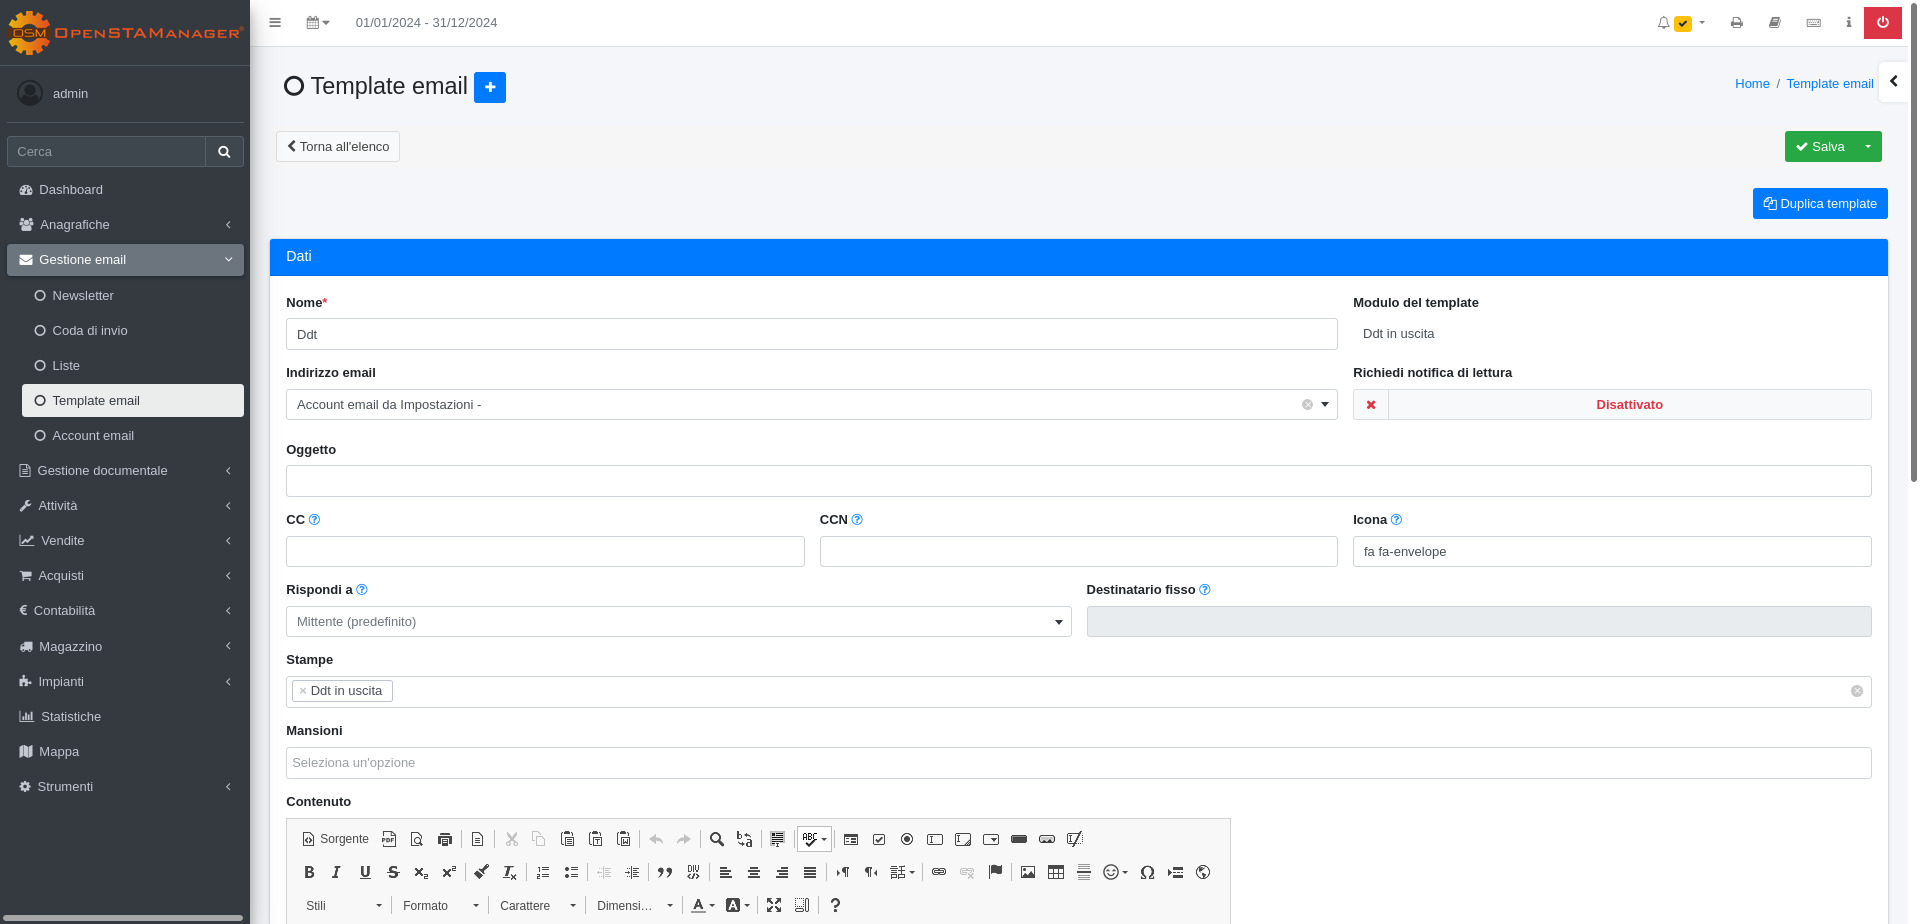 OpenSTAManager®
01/01/2024 - 31/12/2024
admin
Template email
Home / Template email
Cerca
Torna all'elenco
Salva
Dashboard
Anagrafiche
Gestione email
Newsletter
Coda di invio
Liste
Template email
Account email
Gestione documentale
Attività
Vendite
Acquisti
Contabilità
Magazzino
Impianti
Statistiche
Mappa
Strumenti
Duplica template
Dati
Nome*
Modulo del template
Ddt
Ddt in uscita
Indirizzo email
Richiedi notifica di lettura
Account email da Impostazioni -
Disattivato
Oggetto
CC
CCN
Icona
fa fa-envelope
Rispondi a
Destinatario fisso
Mittente (predefinito)
Stampe
× Ddt in uscita
Mansioni
Seleziona un'opzione
Contenuto
Sorgente
Stili
Formato
Carattere
Dimensi...